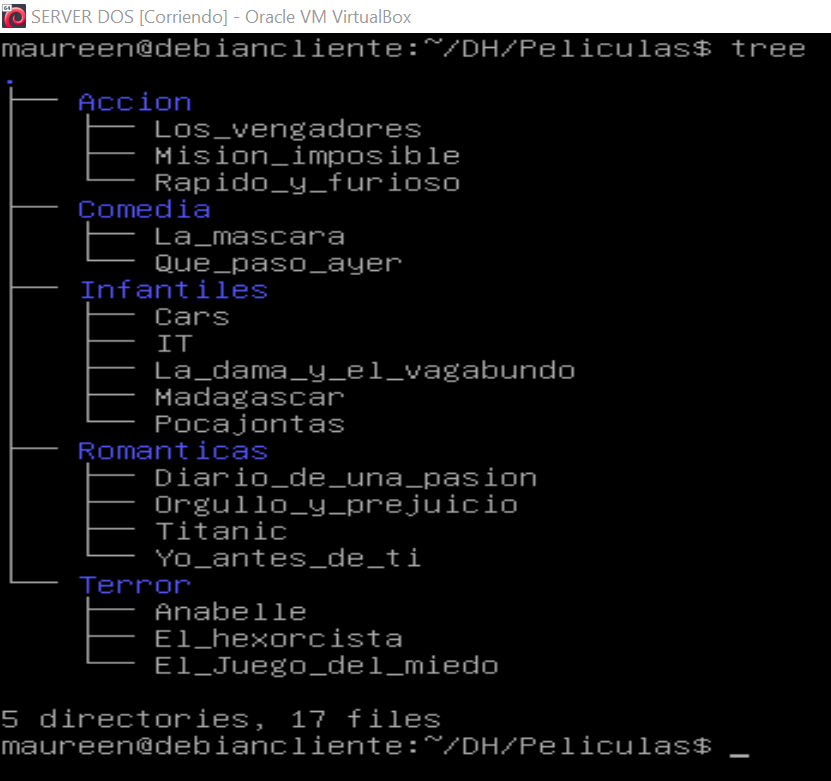 SERVER DOS [Corriendo] - Oracle VM VirtualBox
maureen@debiancliente:~/DH/Peliculas$ tree
.
├── Accion
│   ├── Los_vengadores
│   ├── Mision_imposible
│   └── Rapido_y_furioso
├── Comedia
│   ├── La_mascara
│   └── Que_paso_ayer
├── Infantiles
│   ├── Cars
│   ├── IT
│   ├── La_dama_y_el_vagabundo
│   ├── Madagascar
│   └── Pocajontas
├── Romanticas
│   ├── Diario_de_una_pasion
│   ├── Orgullo_y_prejuicio
│   ├── Titanic
│   └── Yo_antes_de_ti
└── Terror
    ├── Anabelle
    ├── El_hexorcista
    └── El_Juego_del_miedo
5 directories, 17 files
maureen@debiancliente:~/DH/Peliculas$ _